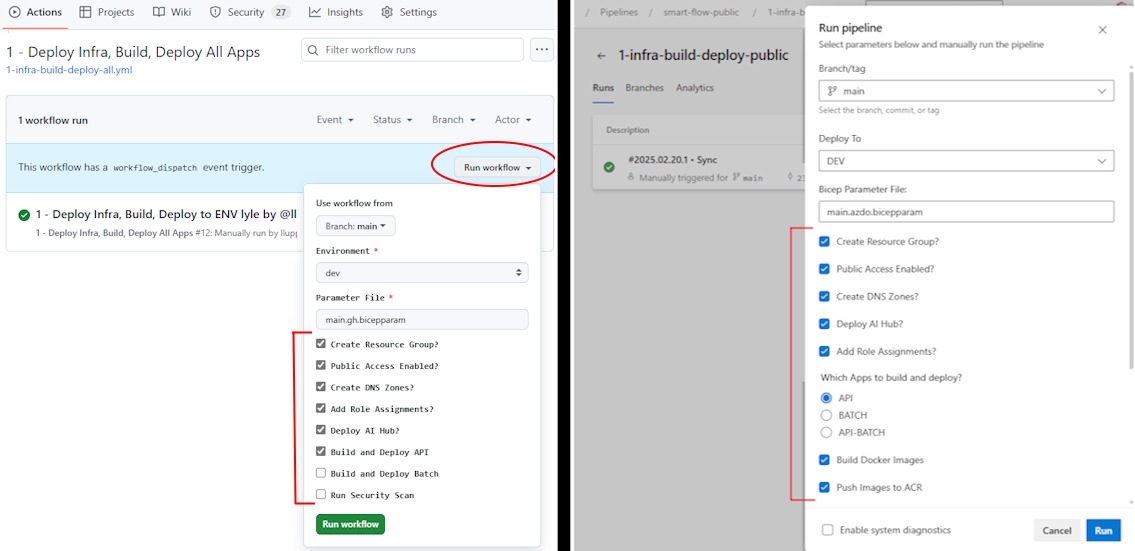 Actions Projects Wiki Security 27 Insights Settings
1 - Deploy Infra, Build, Deploy All Apps
1-infra-build-deploy-all.yml
Filter workflow runs
1 workflow run
Event Status Branch Actor
This workflow has a workflow_dispatch event trigger.
Run workflow
1 - Deploy Infra, Build, Deploy to ENV lyle by @ll
1 - Deploy Infra, Build, Deploy All Apps #12: Manually run by llupp
Use workflow from
Branch: main
Environment *
dev
Parameter File *
main.gh.bicepparam
Create Resource Group?
Public Access Enabled?
Create DNS Zones?
Add Role Assignments?
Deploy AI Hub?
Build and Deploy API
Build and Deploy Batch
Run Security Scan
Run workflow
/ Pipelines / smart-flow-public / 1-infra-b
1-infra-build-deploy-public
Runs Branches Analytics
Description
#2025.02.20.1 • Sync
Manually triggered for main 23
Run pipeline
Select parameters below and manually run the pipeline
Branch/tag
main
Select the branch, commit, or tag
Deploy To
DEV
Bicep Parameter File:
main.azdo.bicepparam
Create Resource Group?
Public Access Enabled?
Create DNS Zones?
Deploy AI Hub?
Add Role Assignments?
Which Apps to build and deploy?
API
BATCH
API-BATCH
Build Docker Images
Push Images to ACR
Enable system diagnostics
Cancel Run